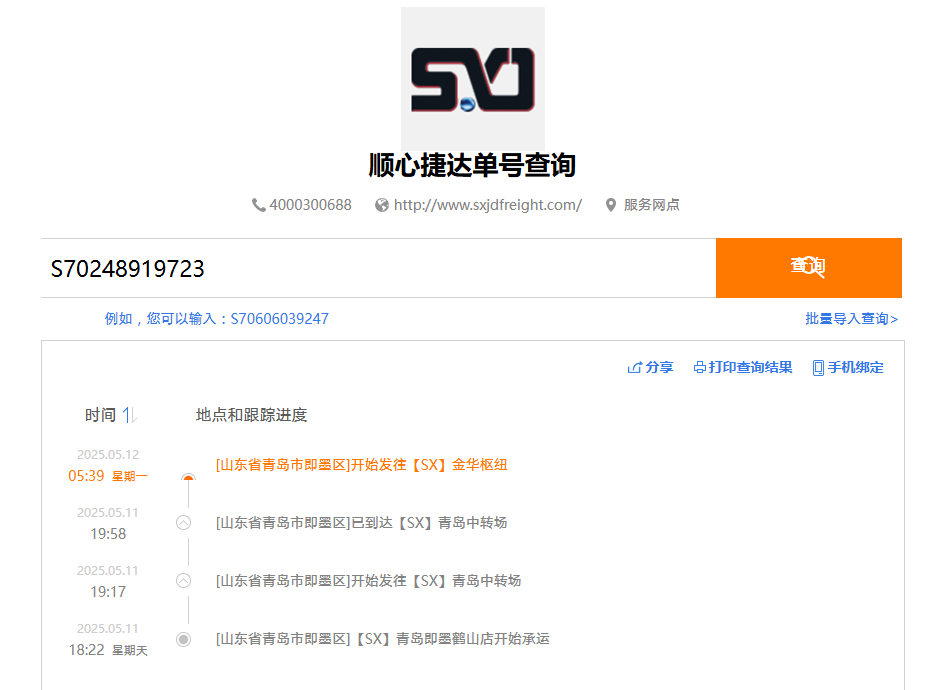 SXJ
顺心捷达单号查询
4000300688 http://www.sxjdfreight.com/ 服务网点
S70248919723 查询
例如，您可以输入：S70606039247 批量导入查询>
分享 打印查询结果 手机绑定
时间 地点和跟踪进度
2025.05.12
05:39 星期一 [山东省青岛市即墨区]开始发往【SX】金华枢纽
2025.05.11
19:58 [山东省青岛市即墨区]已到达【SX】青岛中转场
2025.05.11
19:17 [山东省青岛市即墨区]开始发往【SX】青岛中转场
2025.05.11
18:22 星期天 [山东省青岛市即墨区]【SX】青岛即墨鹤山店开始承运